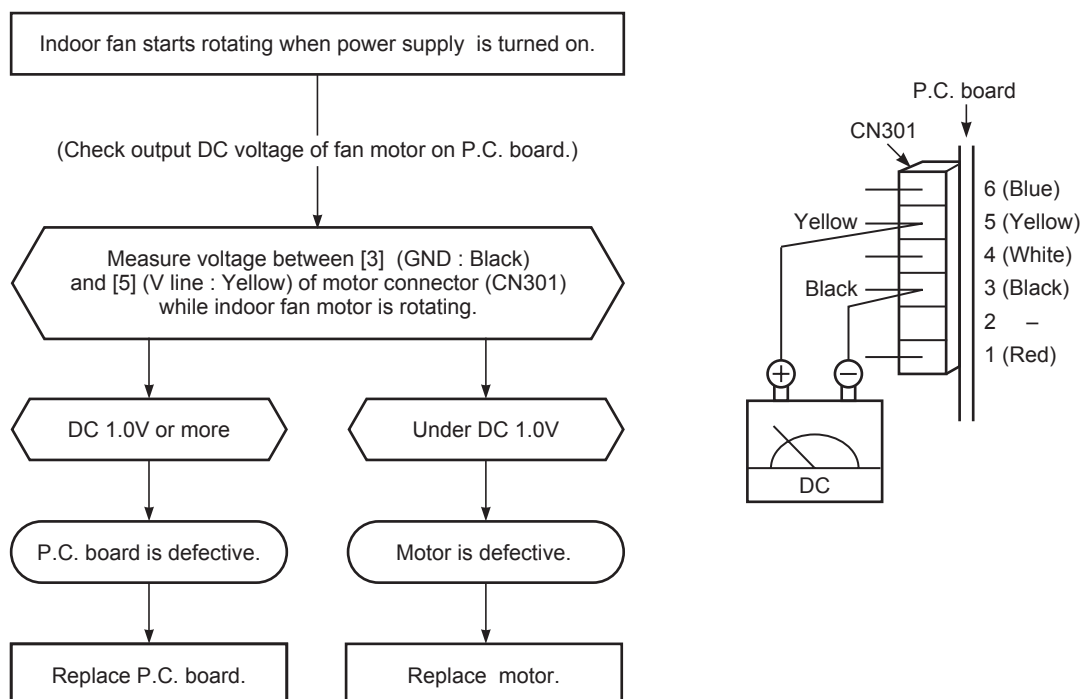 Indoor fan starts rotating when power supply is turned on.
(Check output DC voltage of fan motor on P.C. board.)
Measure voltage between [3] (GND : Black)
and [5] (V line : Yellow) of motor connector (CN301)
while indoor fan motor is rotating.
DC 1.0V or more
Under DC 1.0V
P.C. board is defective.
Motor is defective.
Replace P.C. board.
Replace motor.
P.C. board
CN301
6 (Blue)
Yellow
5 (Yellow)
4 (White)
Black
3 (Black)
2 –
1 (Red)
+
−
DC